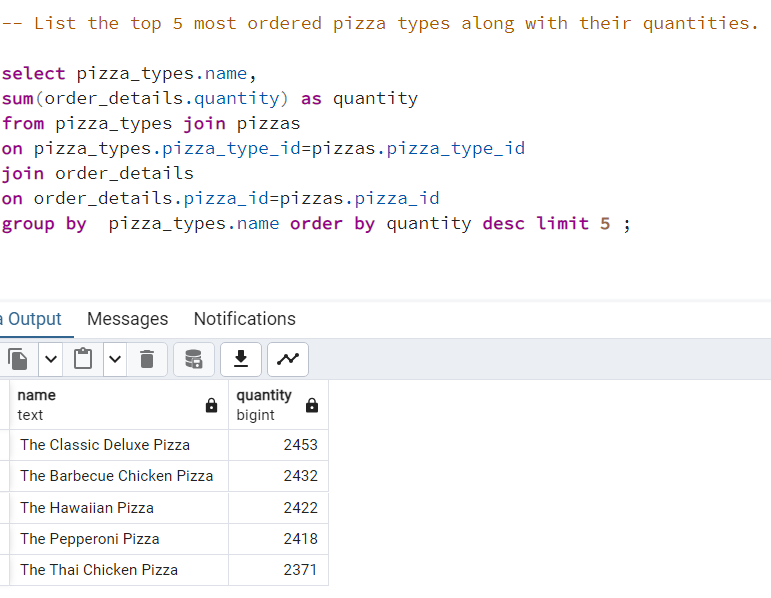 -- List the top 5 most ordered pizza types along with their quantities.
select pizza_types.name,
sum(order_details.quantity) as quantity
from pizza_types join pizzas
on pizza_types.pizza_type_id=pizzas.pizza_type_id
join order_details
on order_details.pizza_id=pizzas.pizza_id
group by  pizza_types.name order by quantity desc limit 5 ;
a Output Messages Notifications
name quantity
text bigint
The Classic Deluxe Pizza 2453
The Barbecue Chicken Pizza 2432
The Hawaiian Pizza 2422
The Pepperoni Pizza 2418
The Thai Chicken Pizza 2371